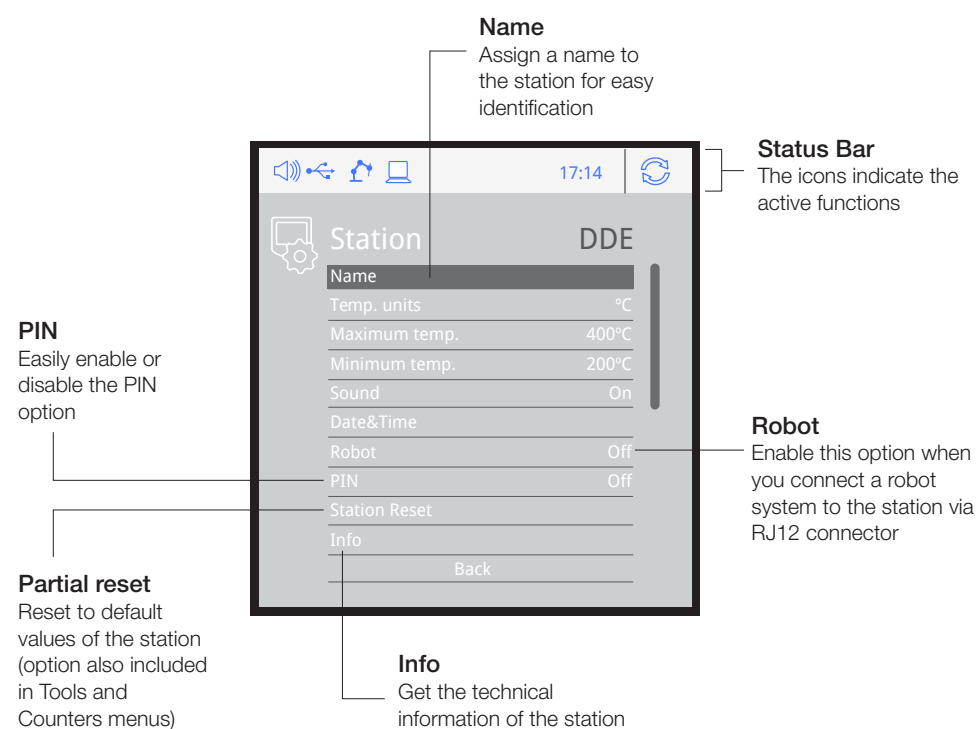 Name
Assign a name to
the station for easy
identification
Status Bar
The icons indicate the
active functions
17:14
Station DDE
Name
Temp. units ºC
Maximum temp. 400ºC
Minimum temp. 200ºC
Sound On
Date&Time
Robot Off
PIN Off
Station Reset
Info
Back
PIN
Easily enable or
disable the PIN
option
Robot
Enable this option when
you connect a robot
system to the station via
RJ12 connector
Partial reset
Reset to default
values of the station
(option also included
in Tools and
Counters menus)
Info
Get the technical
information of the station